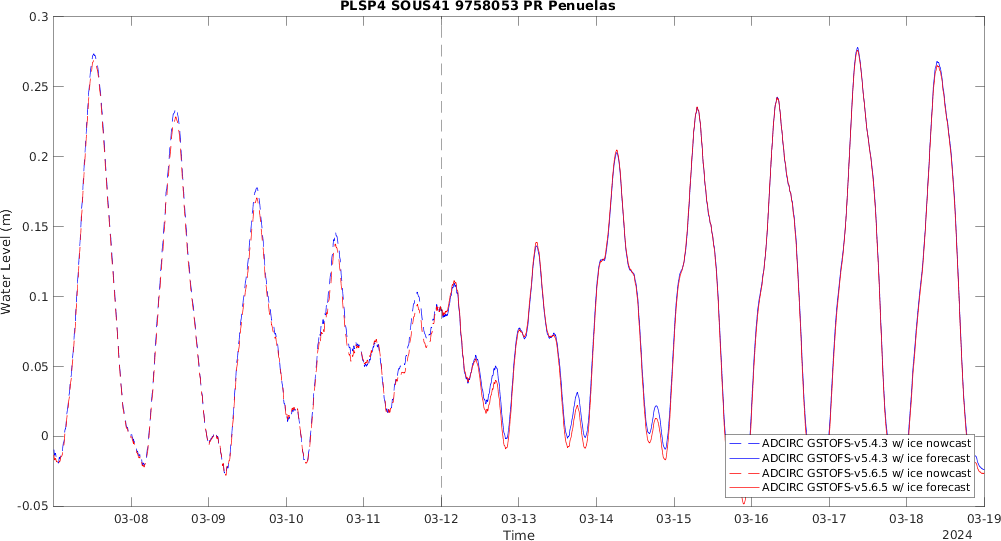 PLSP4 SOUS41 9758053 PR Penuelas
0.3
0.25
0.2
0.15
0.1
0.05
0
-0.05
Water Level (m)
ADCIRC GSTOFS-v5.4.3 w/ ice nowcast
ADCIRC GSTOFS-v5.4.3 w/ ice forecast
ADCIRC GSTOFS-v5.6.5 w/ ice nowcast
ADCIRC GSTOFS-v5.6.5 w/ ice forecast
03-08 03-09 03-10 03-11 03-12 03-13 03-14 03-15 03-16 03-17 03-18 03-19
Time
2024